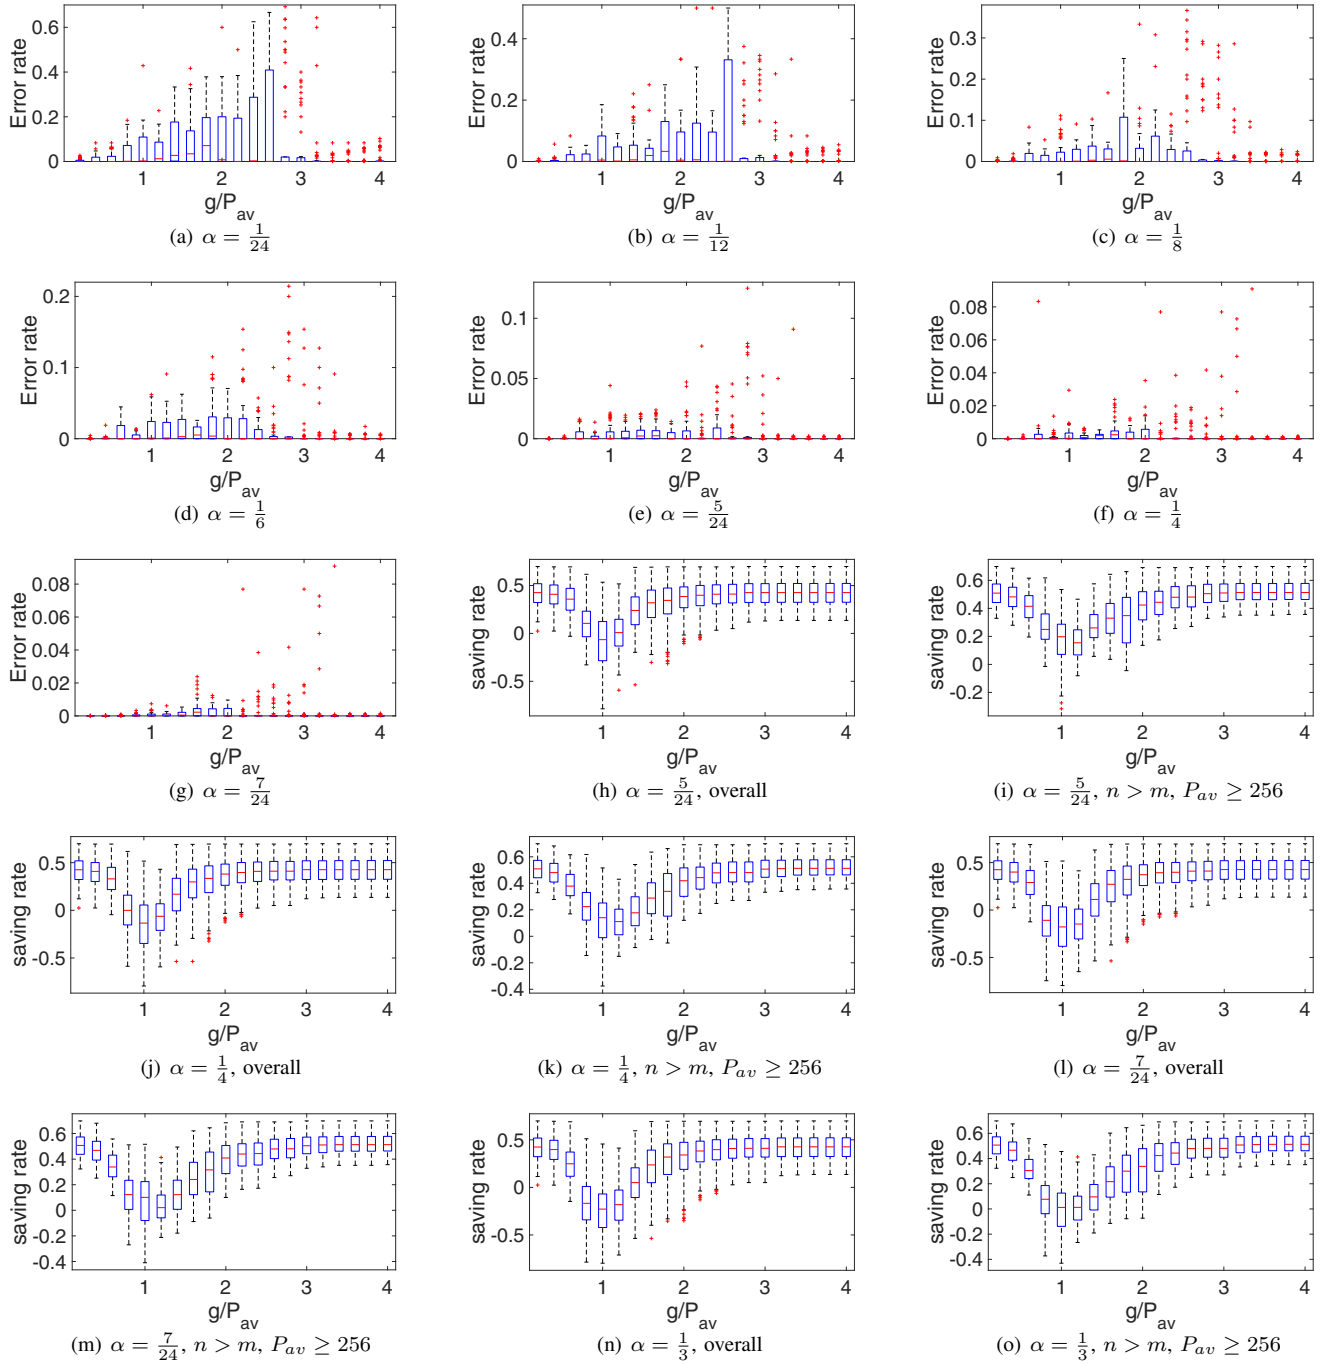 Error rate
0.6
0.4
0.2
0
1 2 3 4
g/P_av
(a) α = 1/24
Error rate
0.6
0.4
0.2
0
1 2 3 4
g/P_av
(b) α = 1/12
Error rate
0.3
0.2
0.1
0
1 2 3 4
g/P_av
(c) α = 1/8
Error rate
0.2
0.1
0
1 2 3 4
g/P_av
(d) α = 1/6
Error rate
0.1
0.05
0
1 2 3 4
g/P_av
(e) α = 5/24
Error rate
0.08
0.06
0.04
0.02
0
1 2 3 4
g/P_av
(f) α = 1/4
Error rate
0.08
0.06
0.04
0.02
0
1 2 3 4
g/P_av
(g) α = 7/24
saving rate
0.5
0
-0.5
1 2 3 4
g/P_av
(h) α = 5/24, overall
saving rate
0.6
0.4
0.2
0
-0.2
1 2 3 4
g/P_av
(i) α = 5/24, n > m, P_av ≥ 256
saving rate
0.5
0
-0.5
1 2 3 4
g/P_av
(j) α = 1/4, overall
saving rate
0.6
0.4
0.2
0
-0.2
-0.4
1 2 3 4
g/P_av
(k) α = 1/4, n > m, P_av ≥ 256
saving rate
0.5
0
-0.5
1 2 3 4
g/P_av
(l) α = 7/24, overall
saving rate
0.6
0.4
0.2
0
-0.2
-0.4
1 2 3 4
g/P_av
(m) α = 7/24, n > m, P_av ≥ 256
saving rate
0.5
0
-0.5
1 2 3 4
g/P_av
(n) α = 1/3, overall
saving rate
0.6
0.4
0.2
0
-0.2
-0.4
1 2 3 4
g/P_av
(o) α = 1/3, n > m, P_av ≥ 256